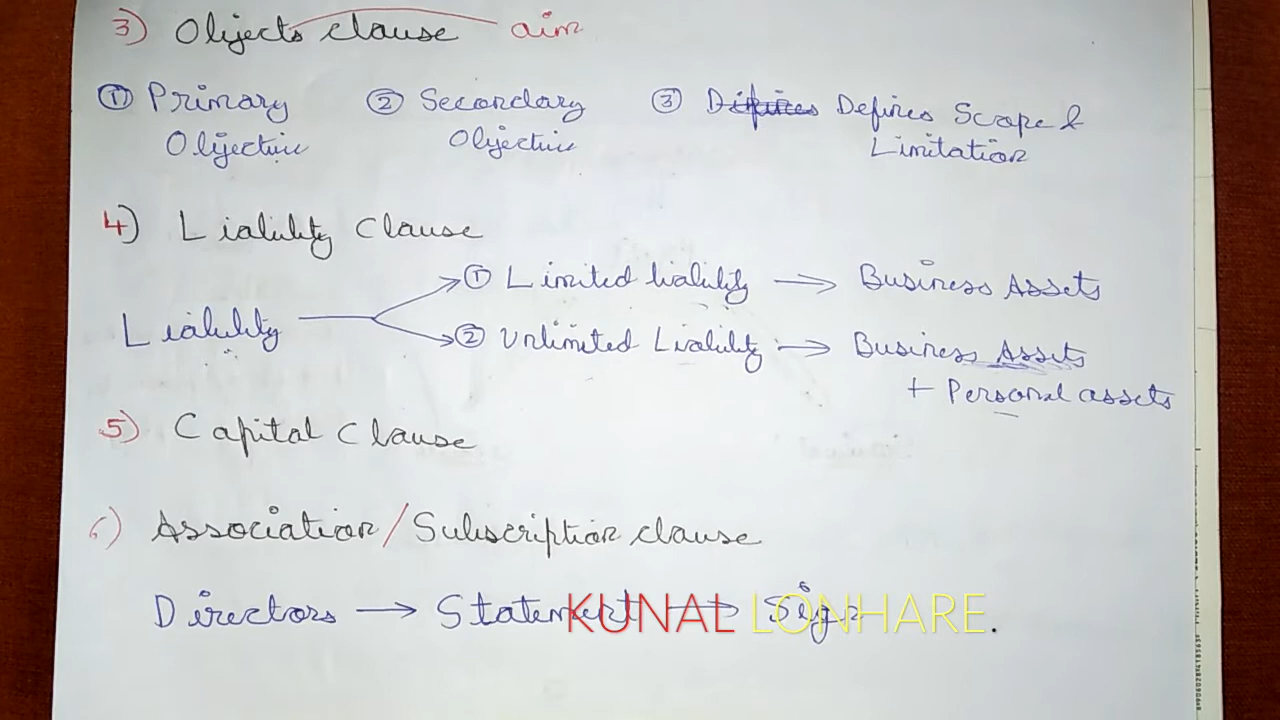 3) Objects clause — aim
① Primary Objective
② Secondary Objective
③ Defines Scope & Limitation
4) Liability Clause
Liability
① Limited liability → Business Assets
② Unlimited Liability → Business Assets
+ Personal assets
5) Capital Clause
6) Association/Subscription clause
Directors → Statement → Sign
KUNAL LONHARE.